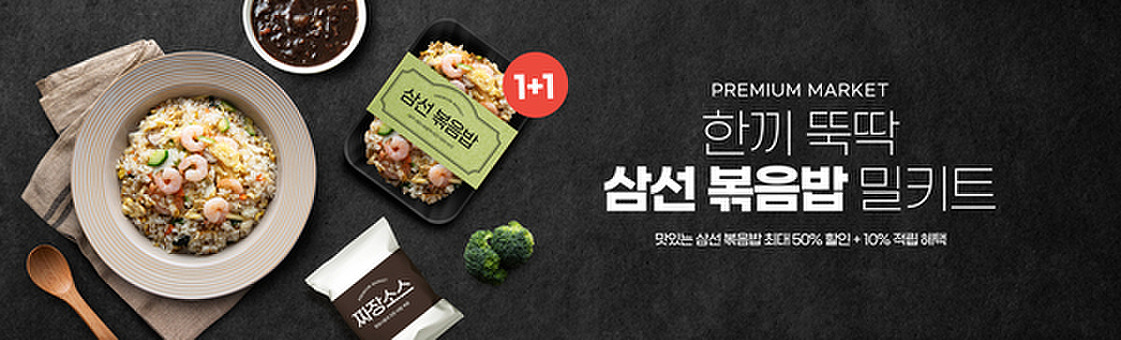 1+1
삼선 볶음밥
PREMIUM MARKET
짜장소스
PREMIUM MARKET
한끼 뚝딱
삼선 볶음밥 밀키트
맛있는 삼선 볶음밥 최대 50% 할인 + 10% 적립 혜택